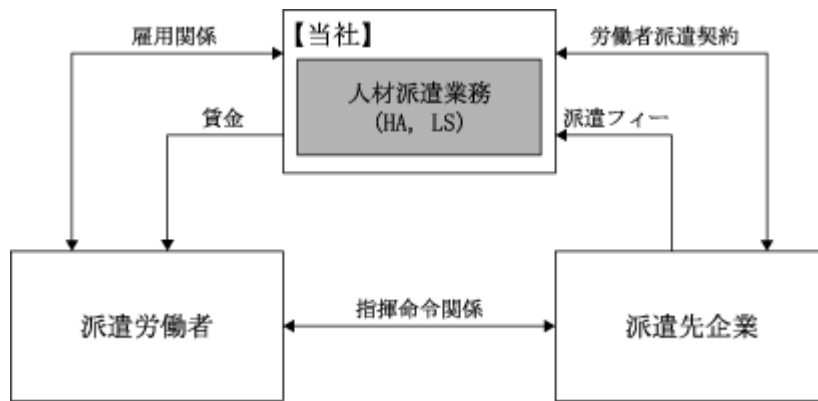 雇用関係
【当社】
労働者派遣契約
人材派遣業務
(HA, LS)
賃金
派遣フィー
派遣労働者
指揮命令関係
派遣先企業